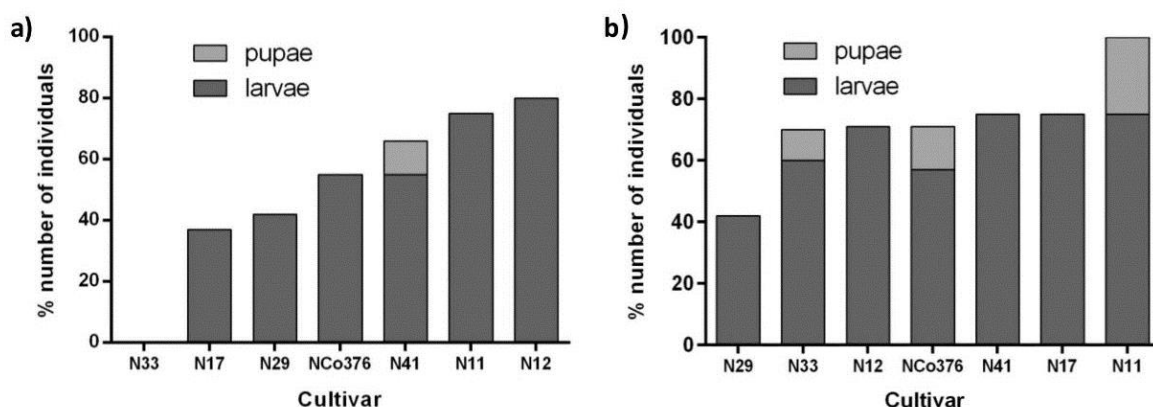 a)
% number of individuals
100
80
60
40
20
0
pupae
larvae
N33 N17 N29 NCo376 N41 N11 N12
Cultivar
b)
% number of individuals
100
80
60
40
20
0
pupae
larvae
N29 N33 N12 NCo376 N41 N17 N11
Cultivar